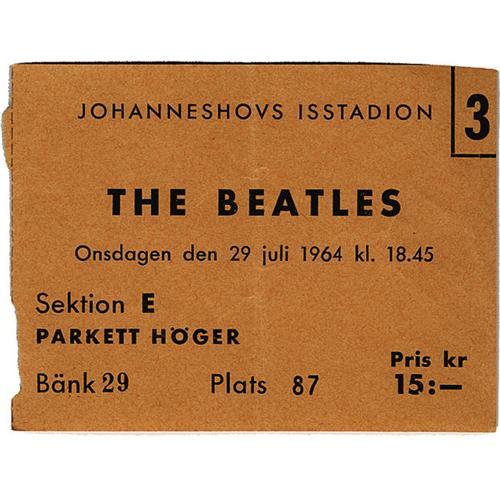 JOHANNESHOVS ISSTADION
3
THE BEATLES
Onsdagen den 29 juli 1964 kl. 18.45
Sektion E
PARKETT HÖGER
Bänk 29 Plats 87
Pris kr
15:—